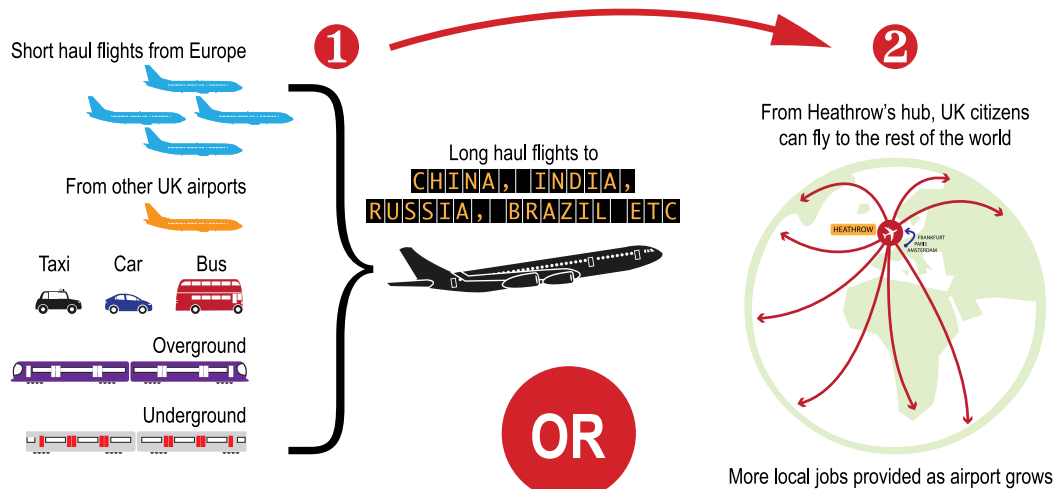 Short haul flights from Europe
1
2
From Heathrow's hub, UK citizens
can fly to the rest of the world
Long haul flights to
CHINA, INDIA,
RUSSIA, BRAZIL ETC
From other UK airports
HEATHROW
FRANKFURT
PARIS
AMSTERDAM
Taxi
Car
Bus
Overground
Underground
OR
More local jobs provided as airport grows